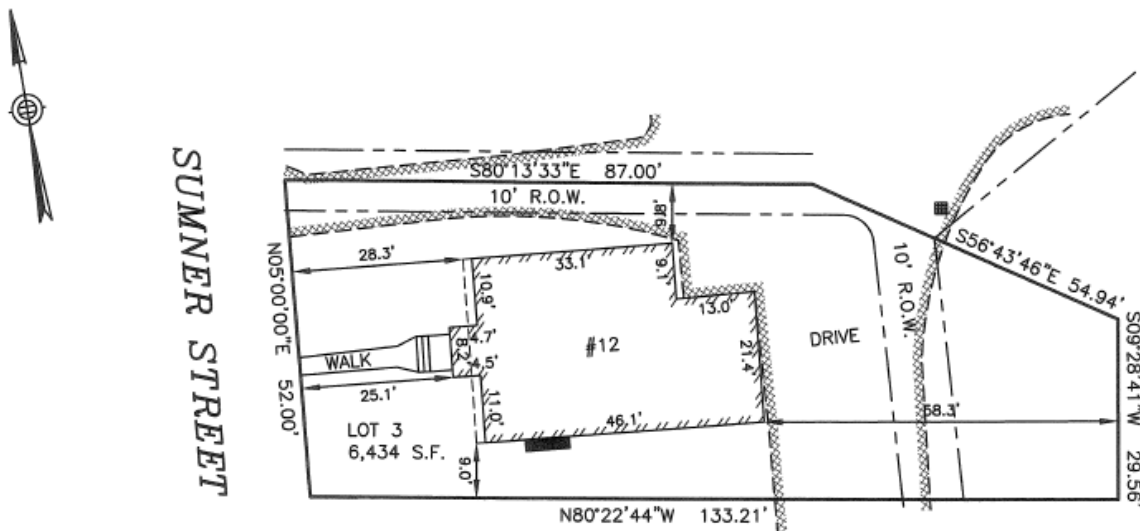 SUMNER STREET
S80°13'33"E 87.00'
10' R.O.W.
9.8'
S56°43'46"E 54.94'
N05°00'00"E 52.00'
28.3'
33.1'
9.1'
10.9'
13.0'
10' R.O.W.
S09°28'41"W 29.56'
WALK
8.2'
4.7'
4.5'
#12
21.4'
DRIVE
25.1'
11.0'
46.1'
58.3'
LOT 3
6,434 S.F.
9.0'
N80°22'44"W 133.21'